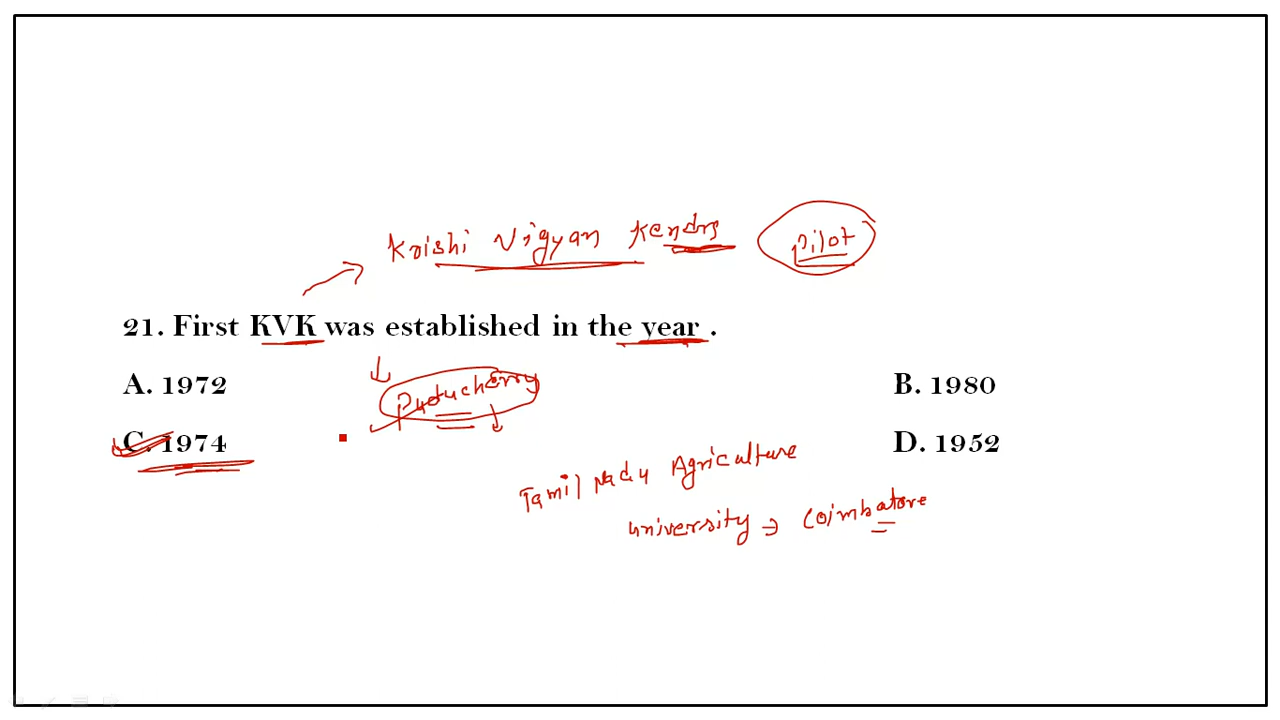 Krishi Vigyan Kendra
pilot
21. First KVK was established in the year .
A. 1972
B. 1980
Puducherry
C. 1974
D. 1952
Tamil Nadu Agriculture
University ⇒ Coimbatore